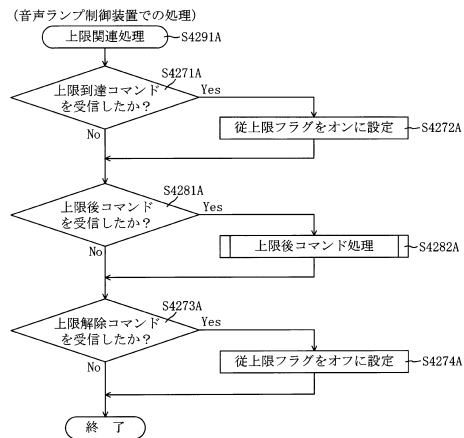 (音声ランプ制御装置での処理)
上限関連処理
S4291A
S4271A
上限到達コマンド
を受信したか?
Yes
No
従上限フラグをオンに設定
S4272A
S4281A
上限後コマンド
を受信したか?
Yes
No
上限後コマンド処理
S4282A
S4273A
上限解除コマンド
を受信したか?
Yes
No
従上限フラグをオフに設定
S4274A
終 了